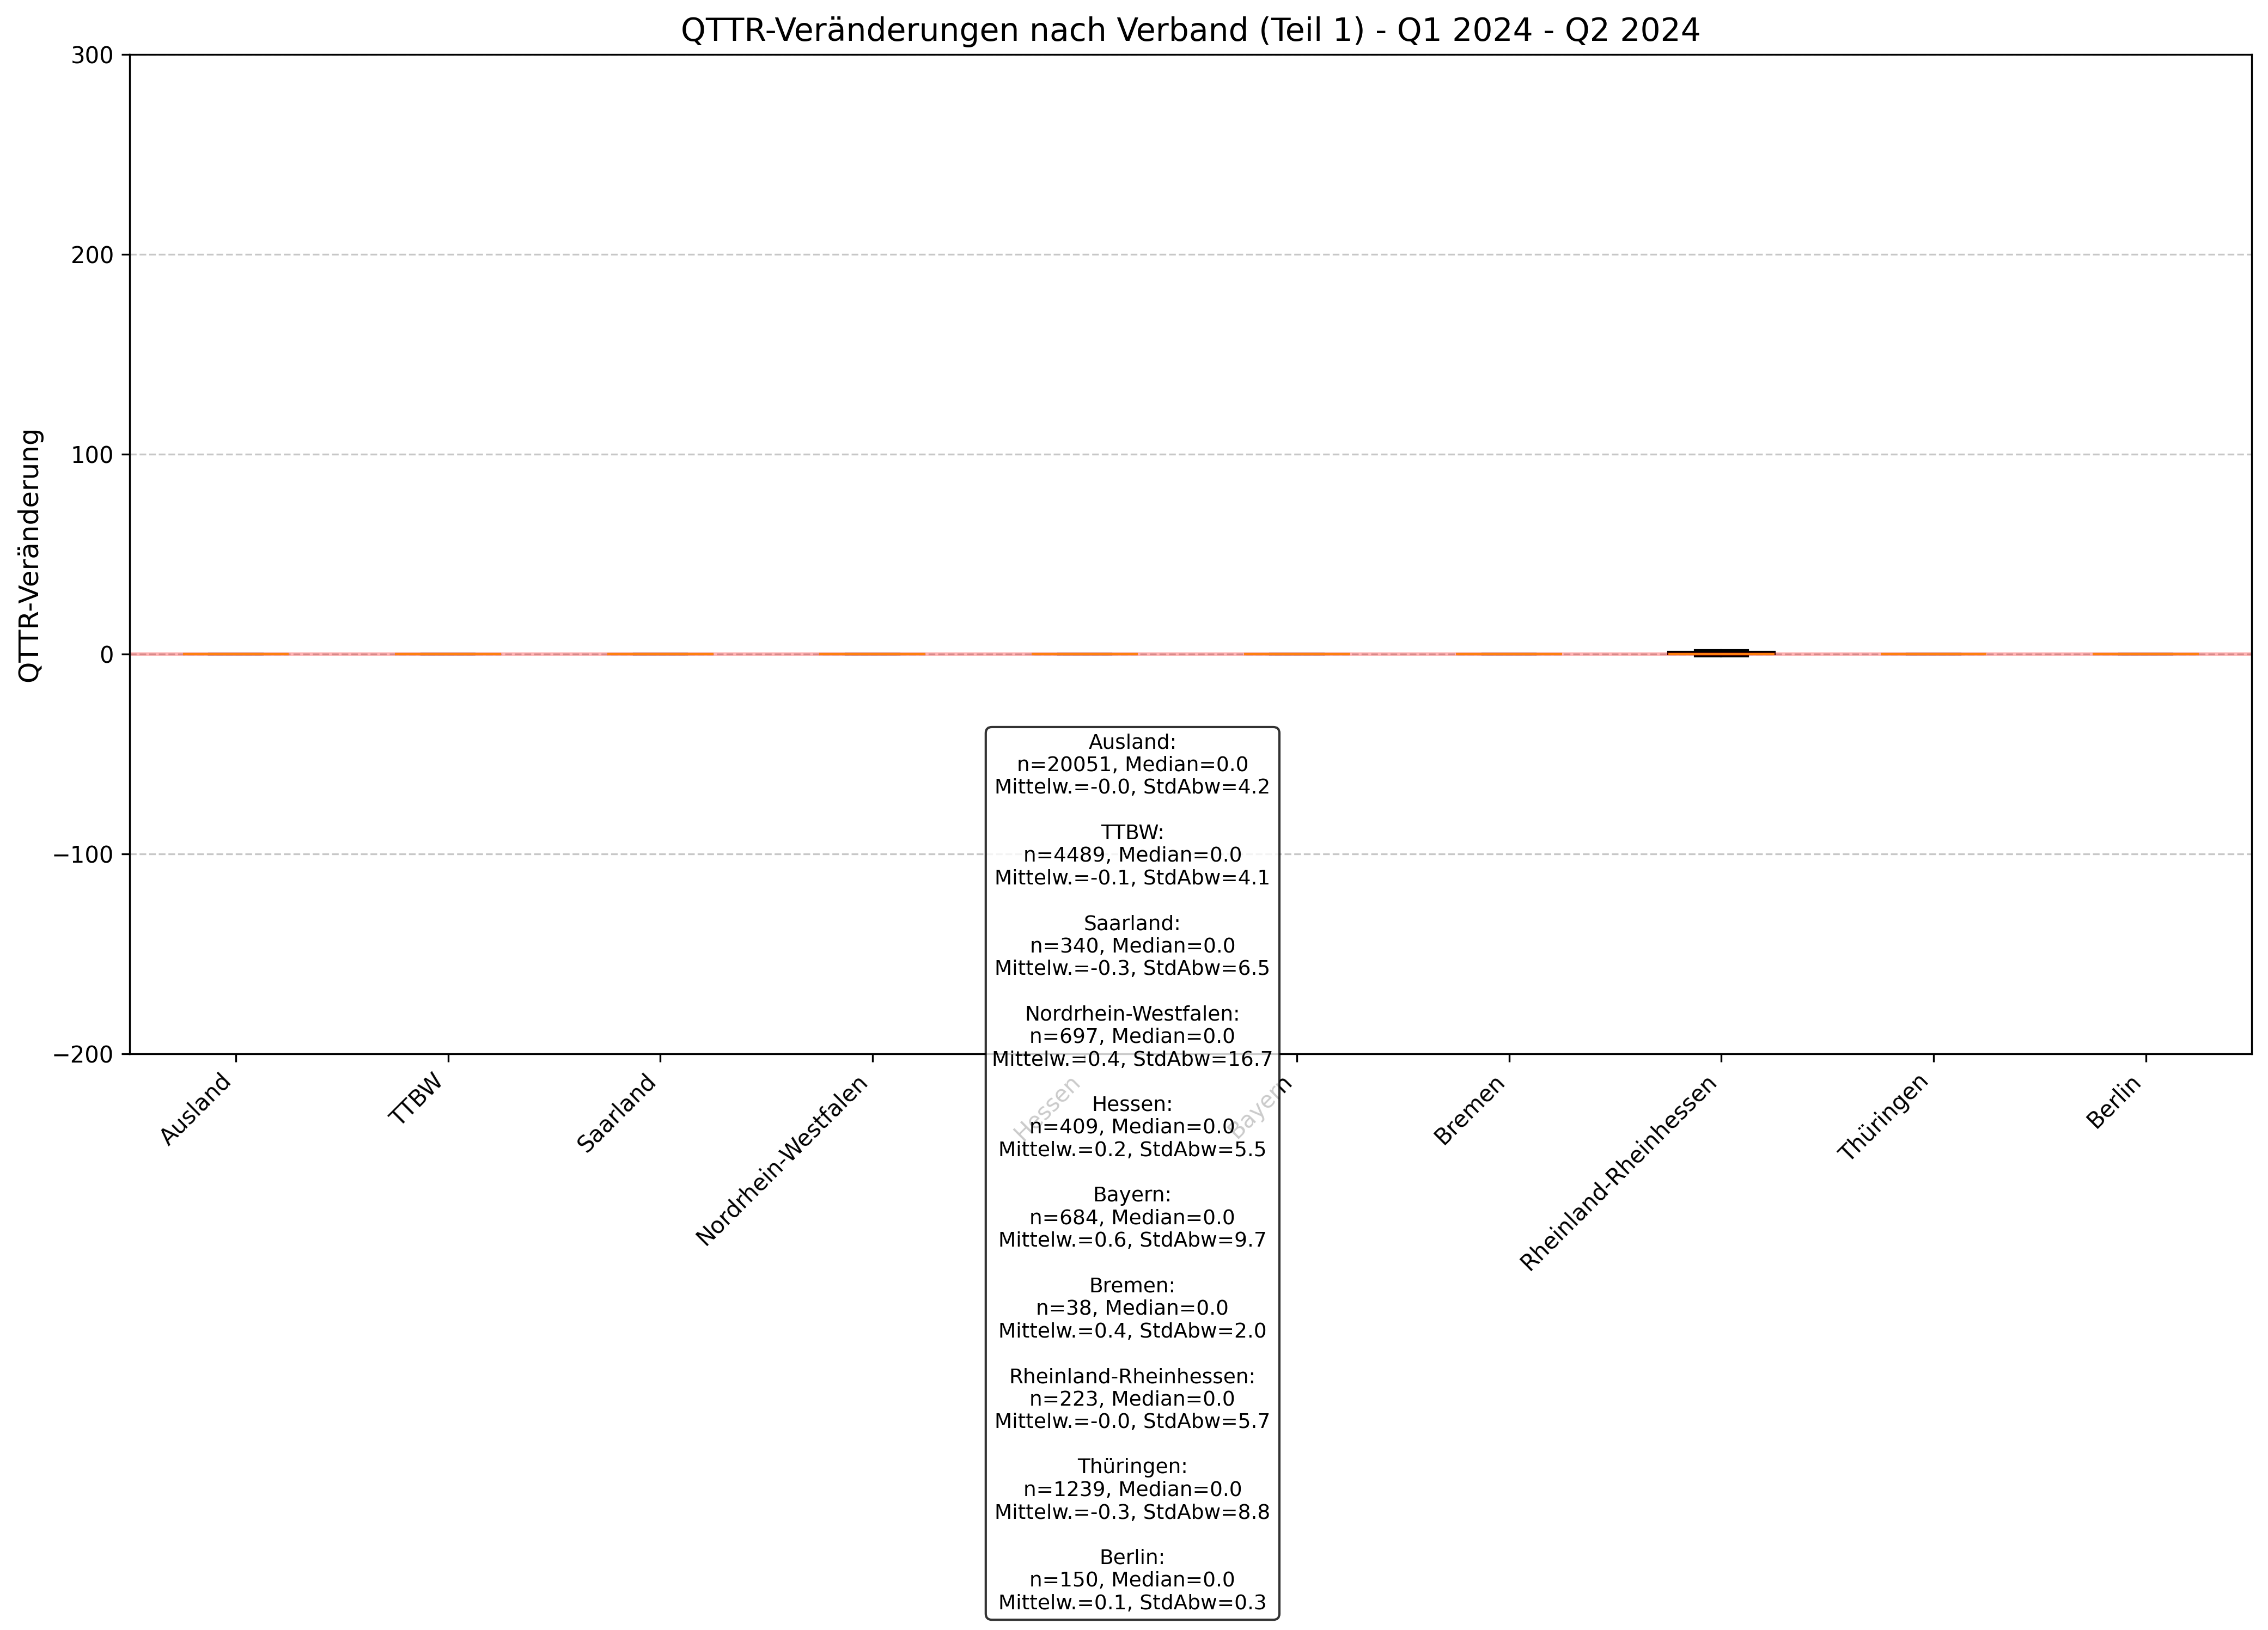 QTTR-Veränderungen nach Verband (Teil 1) - Q1 2024 - Q2 2024
QTTR-Veränderung
300
200
100
0
−100
−200
Ausland
TTBW
Saarland
Nordrhein-Westfalen
Hessen
Bayern
Bremen
Rheinland-Rheinhessen
Thüringen
Berlin
Ausland:
n=20051, Median=0.0
Mittelw.=-0.0, StdAbw=4.2
TTBW:
n=4489, Median=0.0
Mittelw.=-0.1, StdAbw=4.1
Saarland:
n=340, Median=0.0
Mittelw.=-0.3, StdAbw=6.5
Nordrhein-Westfalen:
n=697, Median=0.0
Mittelw.=0.4, StdAbw=16.7
Hessen:
n=409, Median=0.0
Mittelw.=0.2, StdAbw=5.5
Bayern:
n=684, Median=0.0
Mittelw.=0.6, StdAbw=9.7
Bremen:
n=38, Median=0.0
Mittelw.=0.4, StdAbw=2.0
Rheinland-Rheinhessen:
n=223, Median=0.0
Mittelw.=-0.0, StdAbw=5.7
Thüringen:
n=1239, Median=0.0
Mittelw.=-0.3, StdAbw=8.8
Berlin:
n=150, Median=0.0
Mittelw.=0.1, StdAbw=0.3